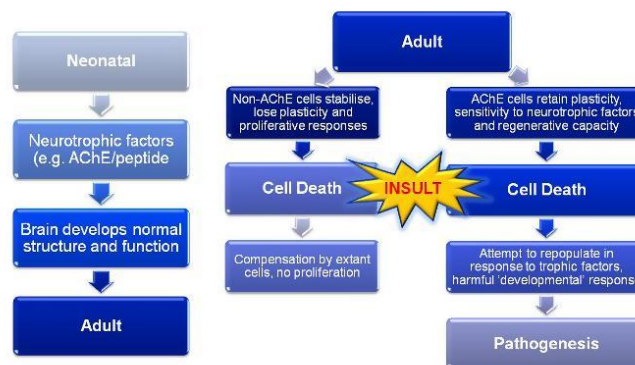 Neonatal
Neurotrophic factors
(e.g. AChE/peptide
Brain develops normal
structure and function
Adult
Adult
Non-AChE cells stabilise,
lose plasticity and
proliferative responses
Cell Death
Compensation by extant
cells, no proliferation
INSULT
AChE cells retain plasticity,
sensitivity to neurotrophic factors
and regenerative capacity
Cell Death
Attempt to repopulate in
response to trophic factors,
harmful 'developmental' respons
Pathogenesis